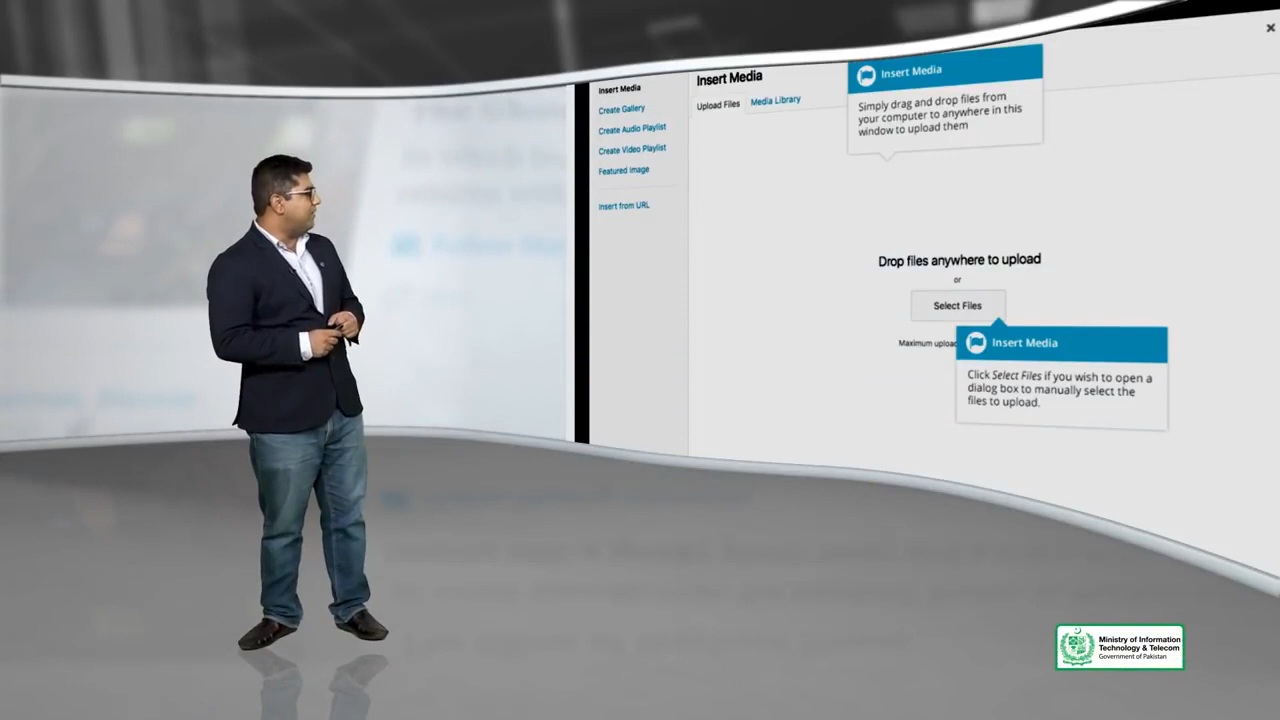 Insert Media
Create Gallery
Create Audio Playlist
Create Video Playlist
Featured Image
Insert from URL
Insert Media
Upload Files
Media Library
Insert Media
Simply drag and drop files from
your computer to anywhere in this
window to upload them
Drop files anywhere to upload
or
Select Files
Maximum
Insert Media
Click Select Files if you wish to open a
dialog box to manually select the
files to upload.
Ministry of Information
Technology & Telecom
Government of Pakistan